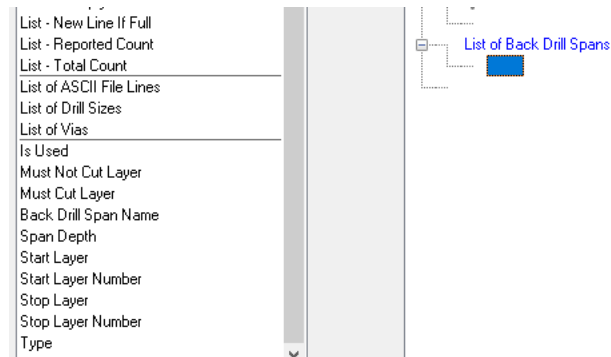 List - New Line If Full
List - Reported Count
List - Total Count
List of ASCII File Lines
List of Drill Sizes
List of Vias
Is Used
Must Not Cut Layer
Must Cut Layer
Back Drill Span Name
Span Depth
Start Layer
Start Layer Number
Stop Layer
Stop Layer Number
Type
List of Back Drill Spans